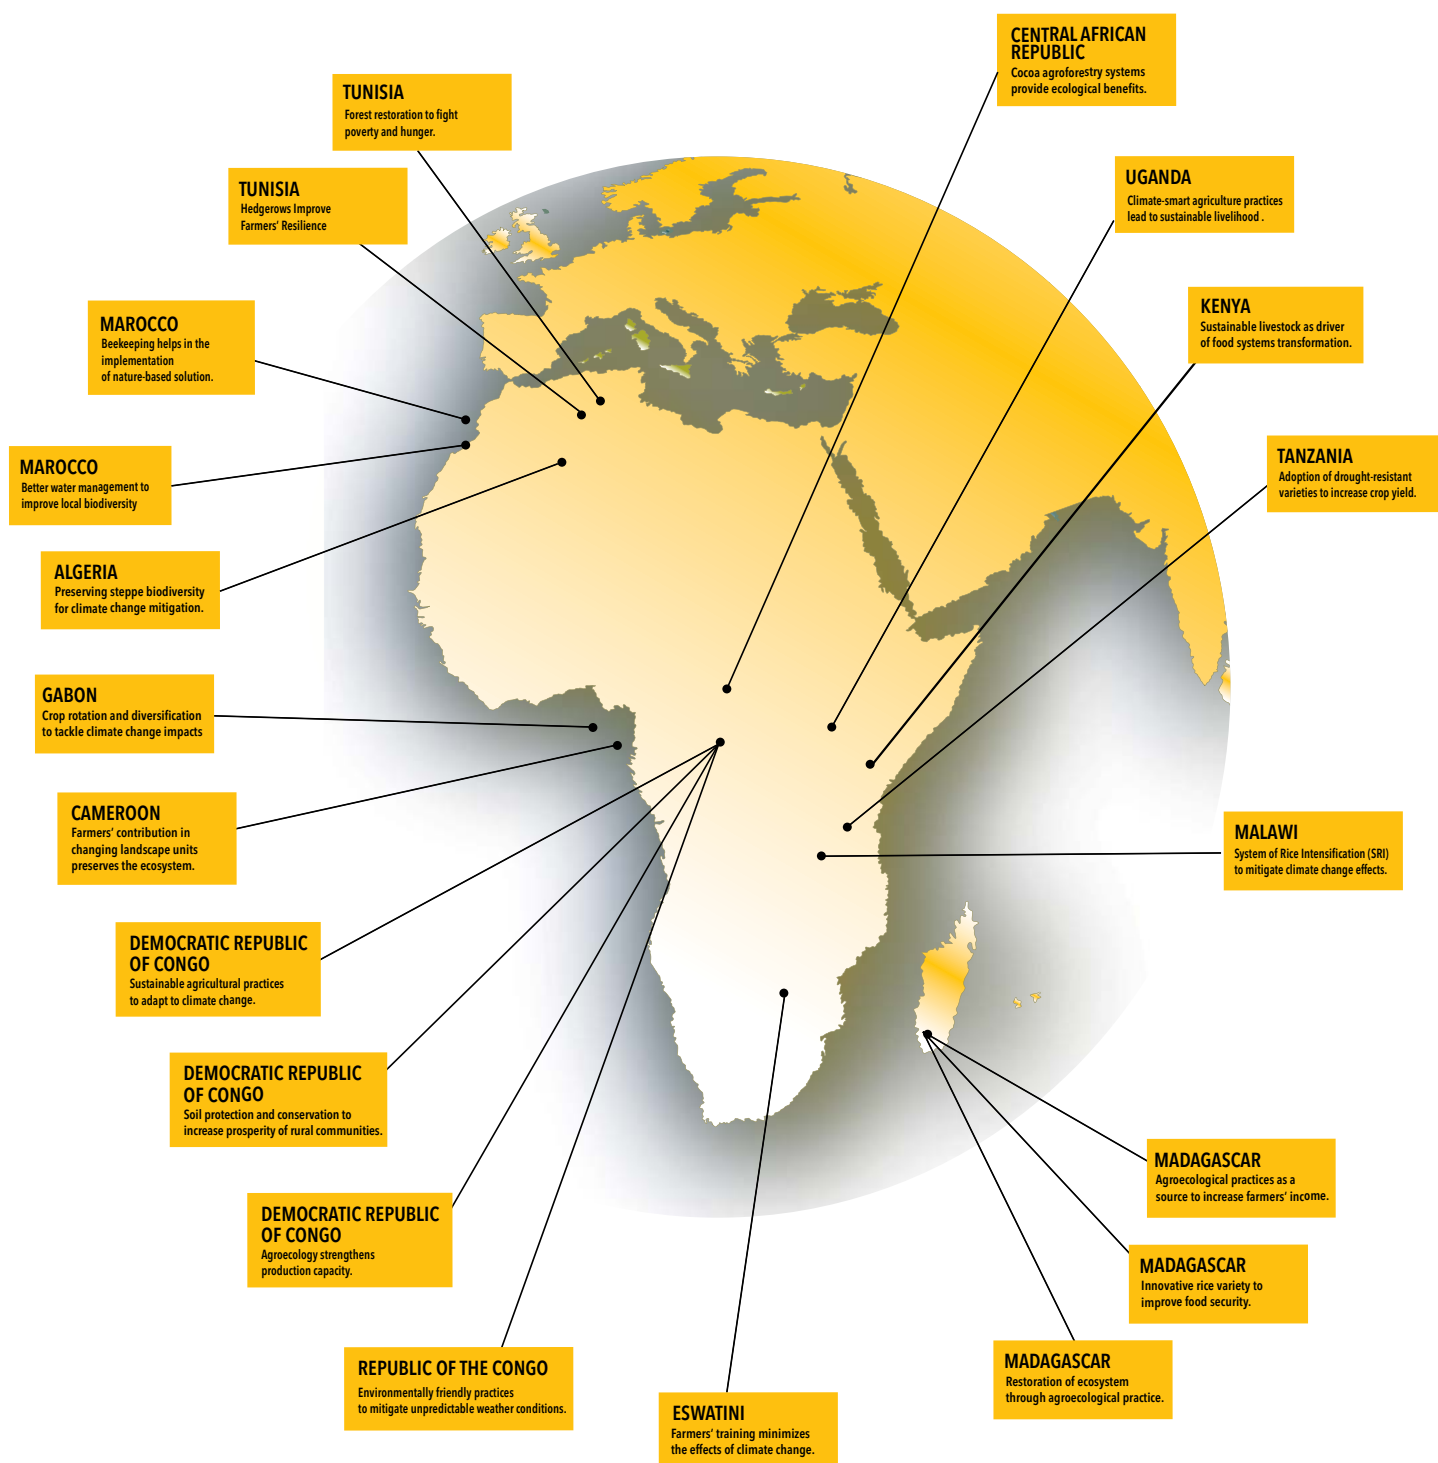 CENTRAL AFRICAN
REPUBLIC
Cocoa agroforestry systems
provide ecological benefits.
TUNISIA
Forest restoration to fight
poverty and hunger.
TUNISIA
Hedgerows Improve
Farmers' Resilience
UGANDA
Climate-smart agriculture practices
lead to sustainable livelihood .
KENYA
Sustainable livestock as driver
of food systems transformation.
MAROCCO
Beekeeping helps in the
implementation
of nature-based solution.
MAROCCO
Better water management to
improve local biodiversity
TANZANIA
Adoption of drought-resistant
varieties to increase crop yield.
ALGERIA
Preserving steppe biodiversity
for climate change mitigation.
GABON
Crop rotation and diversification
to tackle climate change impacts
CAMEROON
Farmers' contribution in
changing landscape units
preserves the ecosystem.
MALAWI
System of Rice Intensification (SRI)
to mitigate climate change effects.
DEMOCRATIC REPUBLIC
OF CONGO
Sustainable agricultural practices
to adapt to climate change.
DEMOCRATIC REPUBLIC
OF CONGO
Soil protection and conservation to
increase prosperity of rural communities.
DEMOCRATIC REPUBLIC
OF CONGO
Agroecology strengthens
production capacity.
MADAGASCAR
Agroecological practices as a
source to increase farmers' income.
MADAGASCAR
Innovative rice variety to
improve food security.
MADAGASCAR
Restoration of ecosystem
through agroecological practice.
REPUBLIC OF THE CONGO
Environmentally friendly practices
to mitigate unpredictable weather conditions.
ESWATINI
Farmers' training minimizes
the effects of climate change.